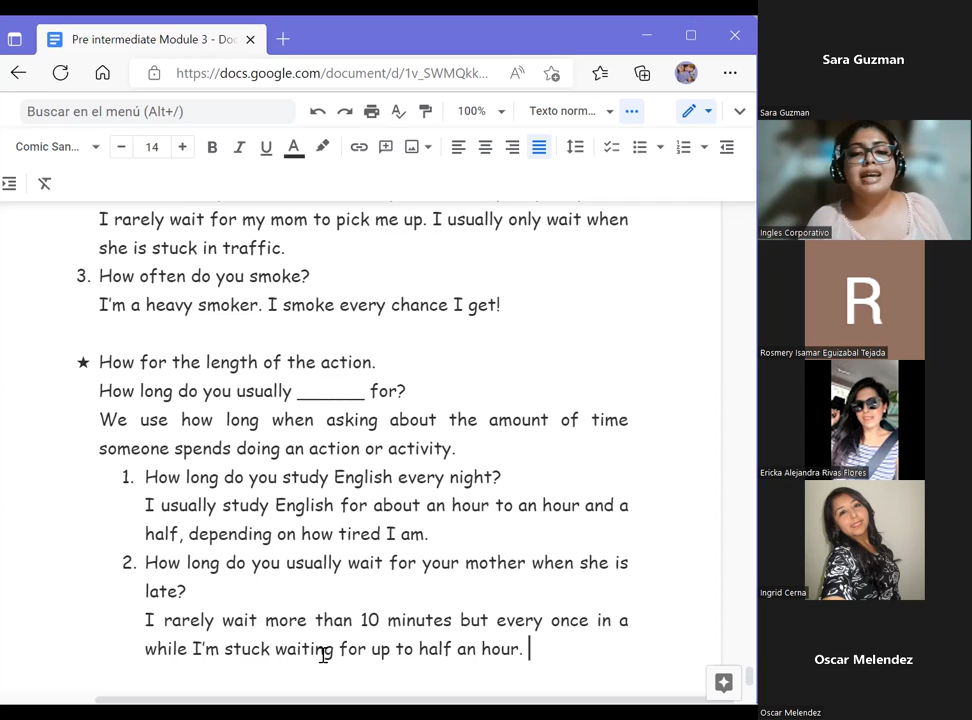 Pre intermediate Module 3 - Doc
https://docs.google.com/document/d/1v_SWMQkk...
Buscar en el menú (Alt+/)
100%
Texto norm...
Comic San...
14
I rarely wait for my mom to pick me up. I usually only wait when
she is stuck in traffic.
3. How often do you smoke?
I'm a heavy smoker. I smoke every chance I get!
★ How for the length of the action.
How long do you usually _______ for?
We use how long when asking about the amount of time
someone spends doing an action or activity.
1. How long do you study English every night?
I usually study English for about an hour to an hour and a
half, depending on how tired I am.
2. How long do you usually wait for your mother when she is
late?
I rarely wait more than 10 minutes but every once in a
while I'm stuck waiting for up to half an hour.
Sara Guzman
Sara Guzman
Ingles Corporativo
R
Rosmery Isamar Eguizabal Tejada
Ericka Alejandra Rivas Flores
Ingrid Cerna
Oscar Melendez
Oscar Melendez